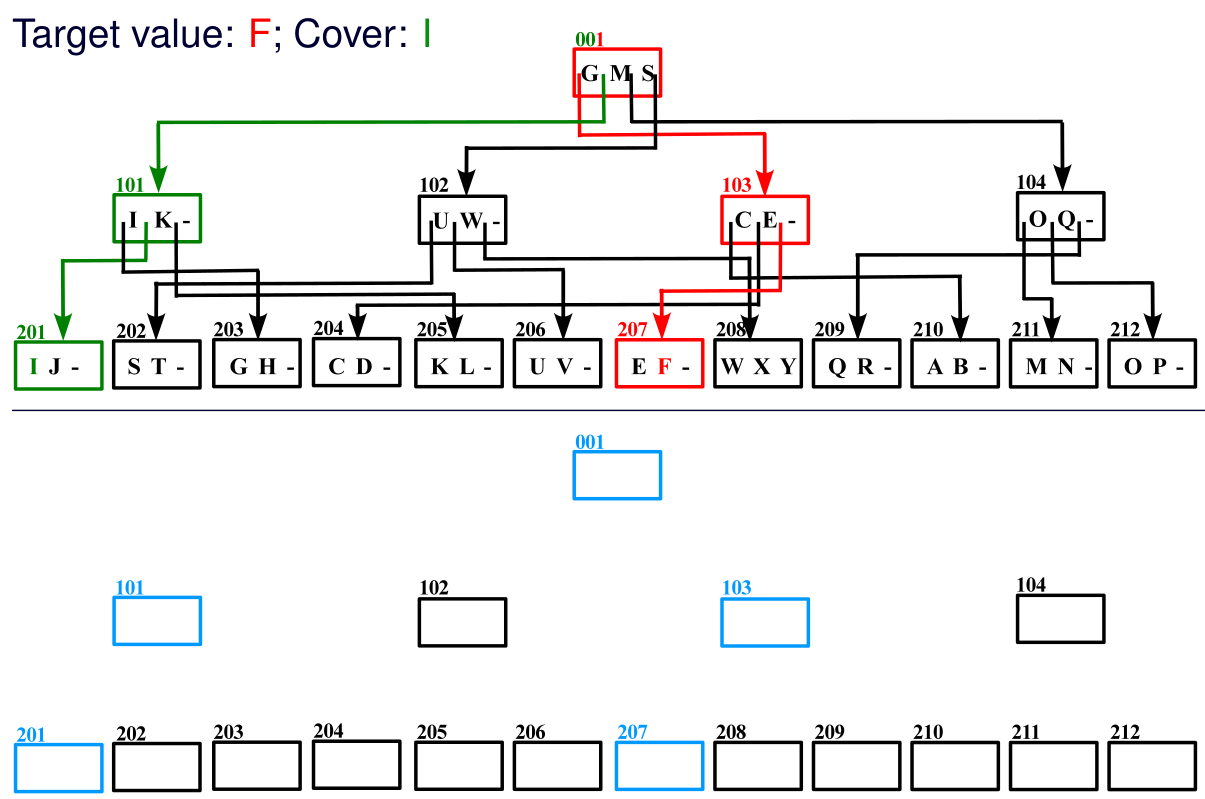 Target value: F; Cover: I
001
G M S
101 102 103 104
I K - U W - C E - O Q -
201 202 203 204 205 206 207 208 209 210 211 212
I J - S T - G H - C D - K L - U V - E F - W X Y Q R - A B - M N - O P -
001
101 102 103 104
201 202 203 204 205 206 207 208 209 210 211 212